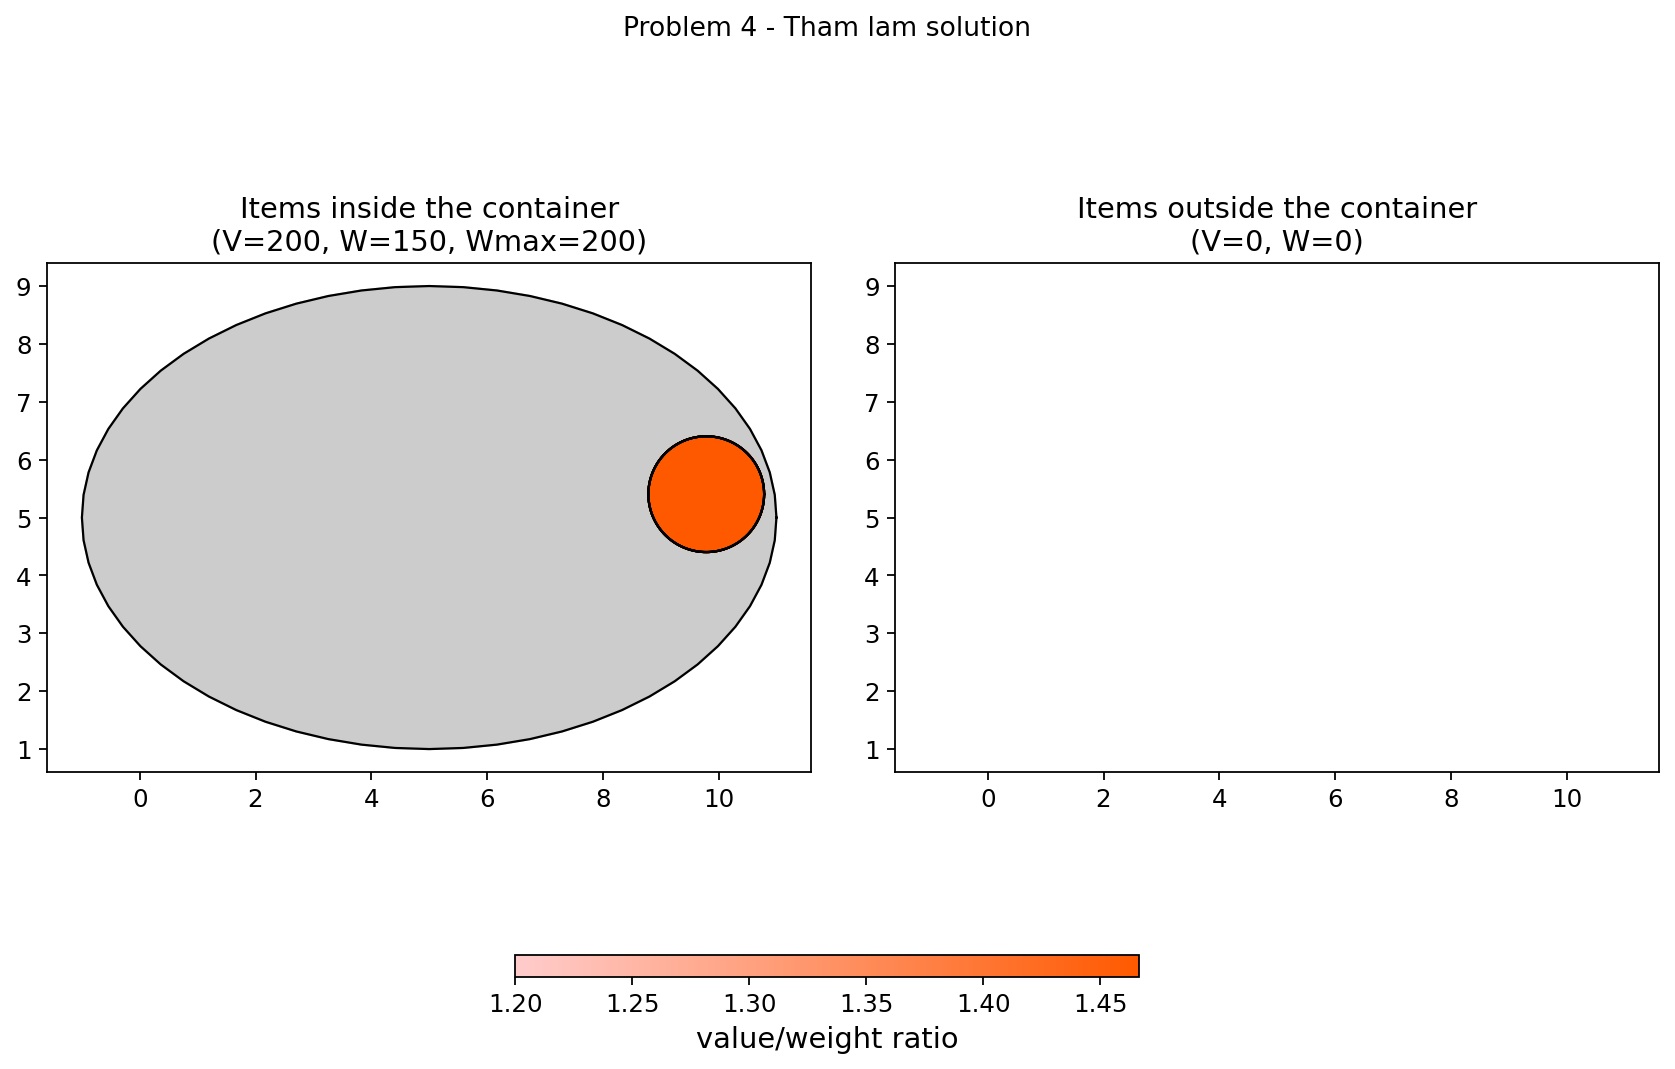 Problem 4 - Tham lam solution
Items inside the container
(V=200, W=150, Wmax=200)
9
8
7
6
5
4
3
2
1
0 2 4 6 8 10
Items outside the container
(V=0, W=0)
9
8
7
6
5
4
3
2
1
0 2 4 6 8 10
1.20 1.25 1.30 1.35 1.40 1.45
value/weight ratio